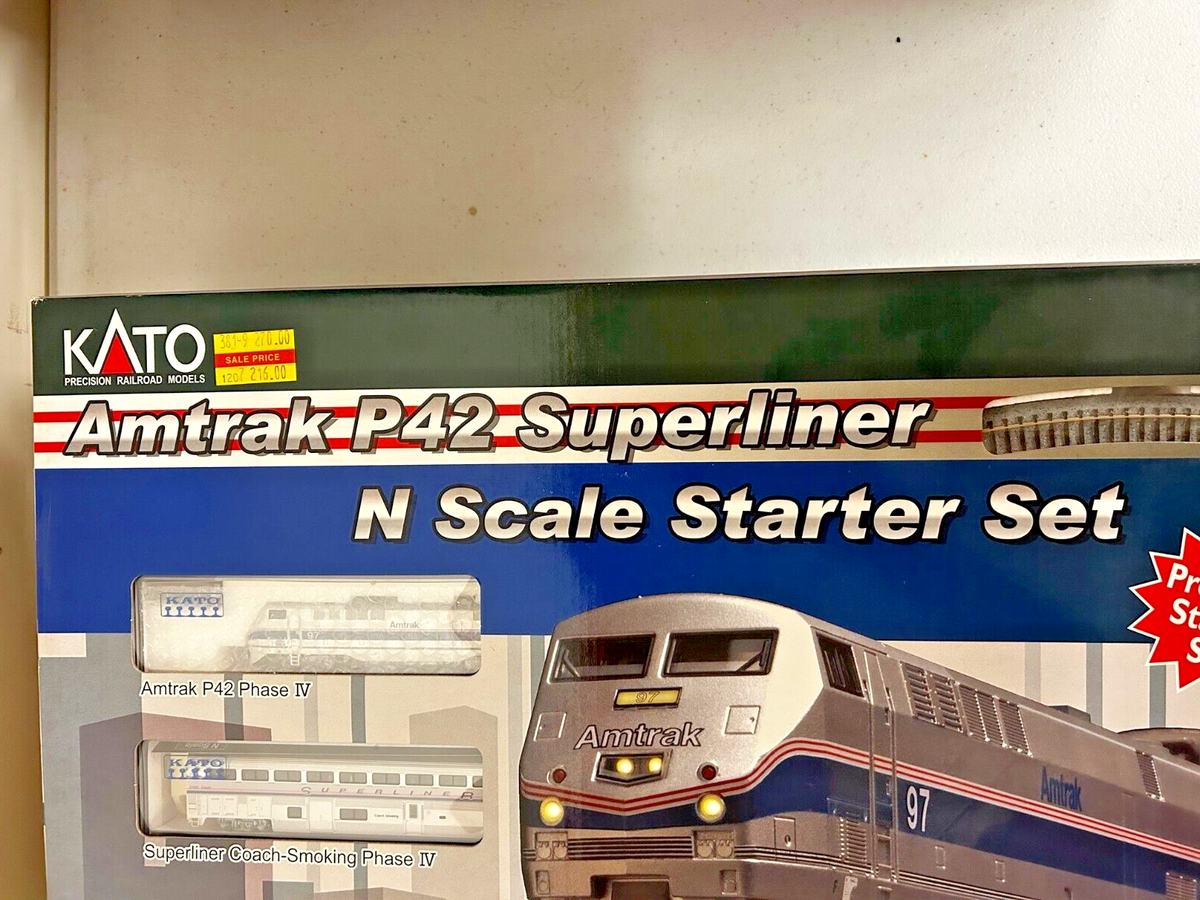 KATO
PRECISION RAILROAD MODELS
381-9 270.00
SALE PRICE
1207 216.00
Amtrak P42 Superliner
N Scale Starter Set
KATO
97
Amtrak
Amtrak P42 Phase IV
N Scale
KATO
SUPERLINER
Superliner Coach-Smoking Phase IV
97
Amtrak
97
Amtrak